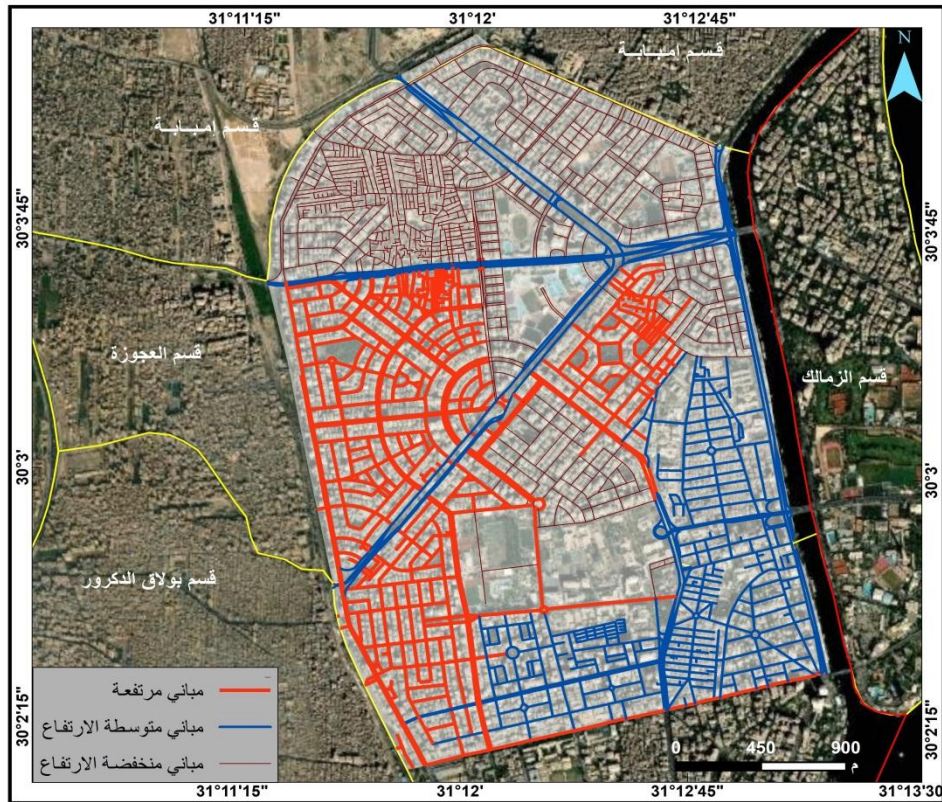 31°11'15" 31°12' 31°12'45"
N
قسم إمبابة
قسم إمبابة
30°3'45" 30°3'45"
قسم العجوزة
قسم الزمالك
30°3' 30°3'
قسم بولاق الدكرور
مباني مرتفعة
مباني متوسطة الارتفاع
مباني منخفضة الارتفاع
30°2'15" 30°2'15"
0 450 900
م
31°11'15" 31°12' 31°12'45" 31°13'30"